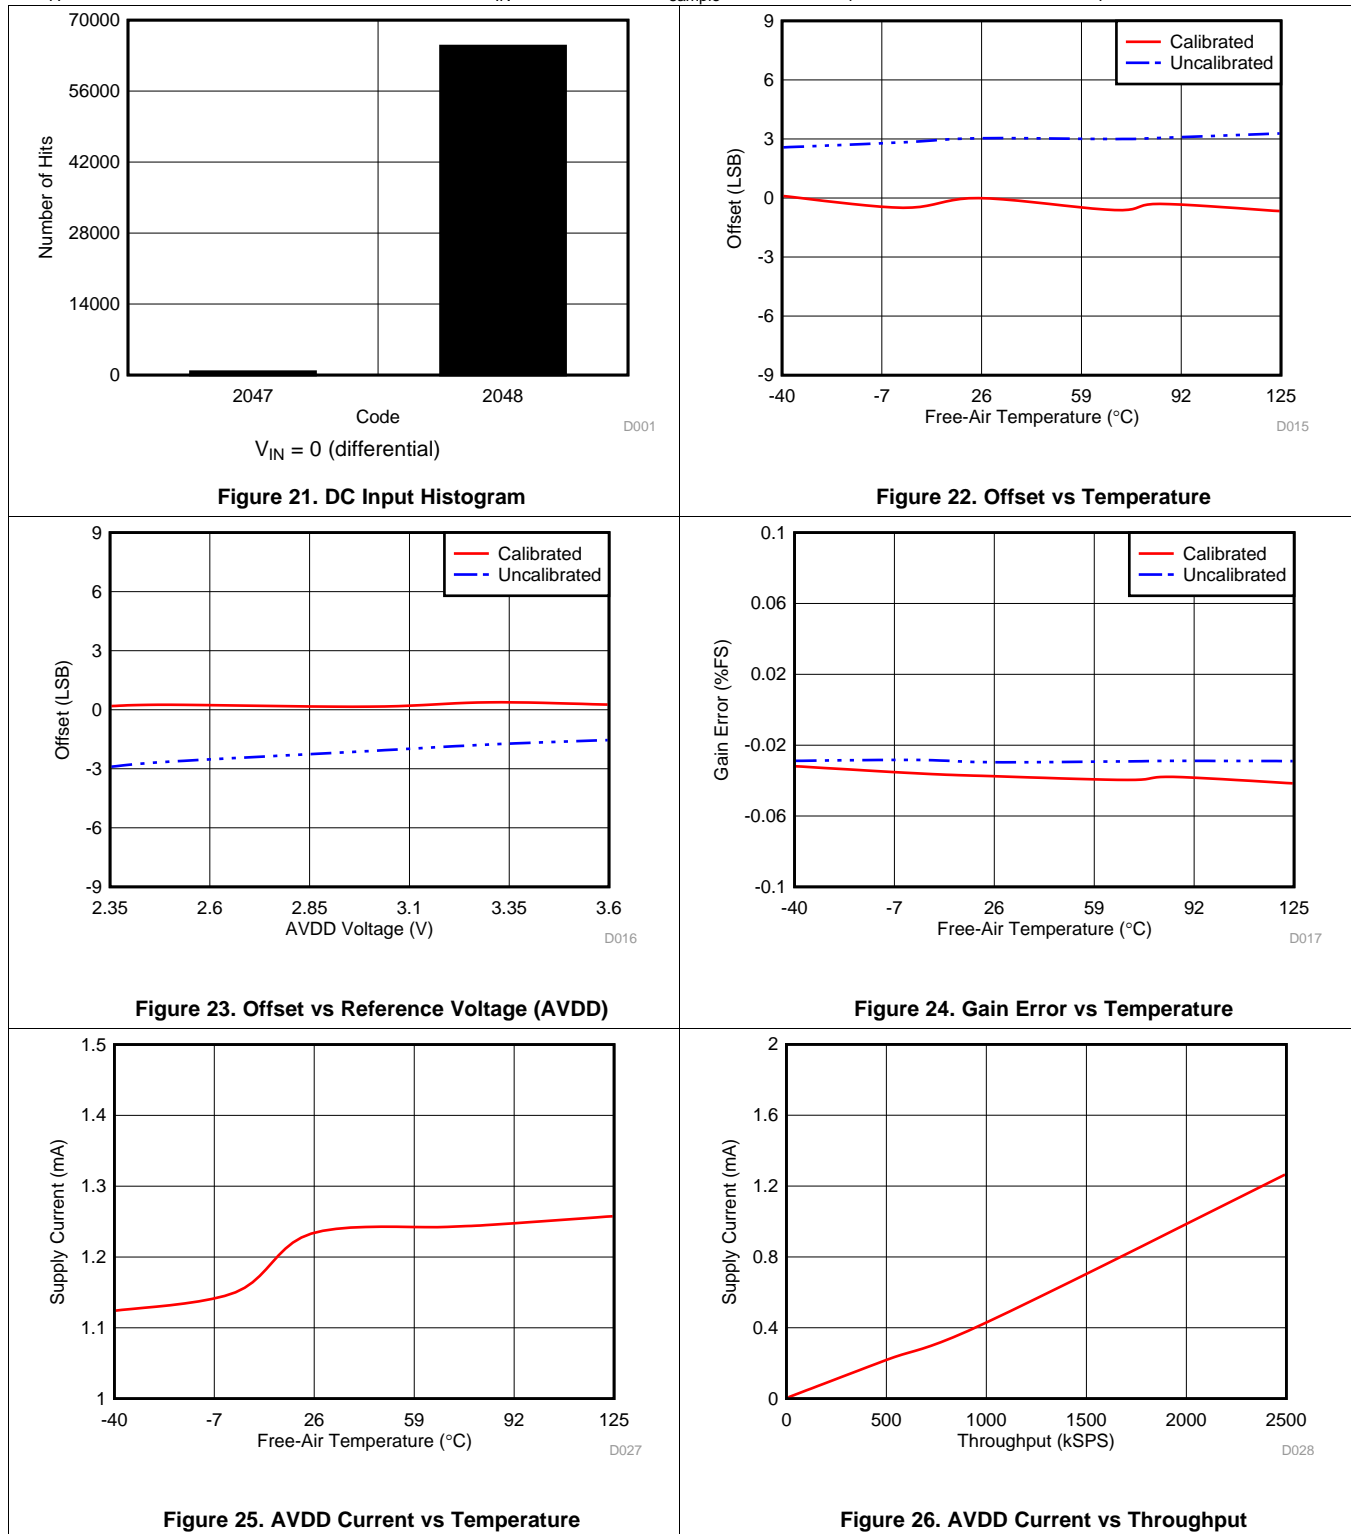 IN
sample
70000
56000
42000
28000
14000
0
Number of Hits
2047
2048
Code
D001
V_IN = 0 (differential)
Figure 21. DC Input Histogram
9
6
3
0
-3
-6
-9
Offset (LSB)
Calibrated
Uncalibrated
-40
-7
26
59
92
125
Free-Air Temperature (°C)
D015
Figure 22. Offset vs Temperature
9
6
3
0
-3
-6
-9
Offset (LSB)
Calibrated
Uncalibrated
2.35
2.6
2.85
3.1
3.35
3.6
AVDD Voltage (V)
D016
Figure 23. Offset vs Reference Voltage (AVDD)
0.1
0.06
0.02
-0.02
-0.06
-0.1
Gain Error (%FS)
Calibrated
Uncalibrated
-40
-7
26
59
92
125
Free-Air Temperature (°C)
D017
Figure 24. Gain Error vs Temperature
1.5
1.4
1.3
1.2
1.1
1
Supply Current (mA)
-40
-7
26
59
92
125
Free-Air Temperature (°C)
D027
Figure 25. AVDD Current vs Temperature
2
1.6
1.2
0.8
0.4
0
Supply Current (mA)
0
500
1000
1500
2000
2500
Throughput (kSPS)
D028
Figure 26. AVDD Current vs Throughput